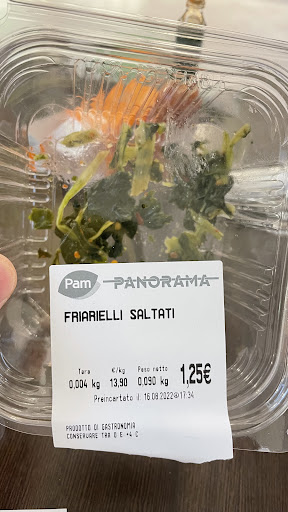 Pam PANORAMA
FRIARIELLI SALTATI
Tara €/kg Peso netto
0,004 kg 13,90 0,090 kg 1,25€
Preincartato il 16.08.2022@17:34
PRODOTTO DI GASTRONOMIA
CONSERVARE TRA 0 E +4 C